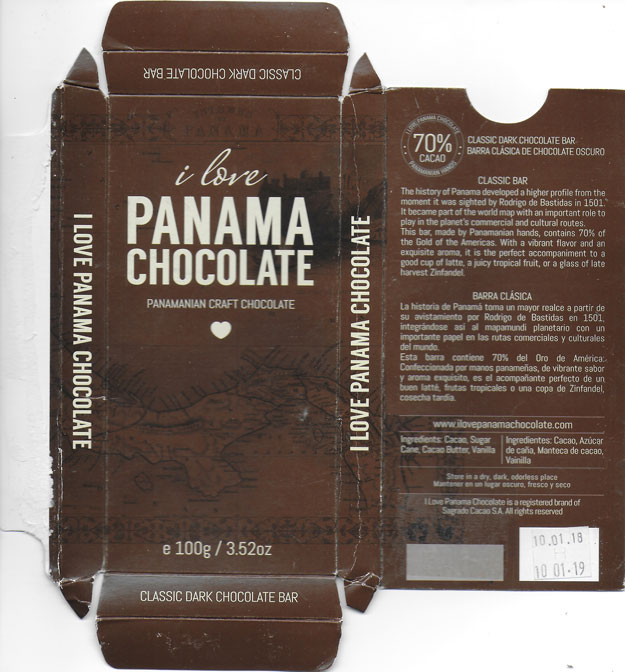 CLASSIC DARK CHOCOLATE BAR
PANAMA
i love
PANAMA
CHOCOLATE
PANAMANIAN CRAFT CHOCOLATE
e 100g / 3.52oz
CLASSIC DARK CHOCOLATE BAR
I LOVE PANAMA CHOCOLATE
I LOVE PANAMA CHOCOLATE
I LOVE PANAMA CHOCOLATE
70%
CACAO
PANAMANIAN HANDS
CLASSIC DARK CHOCOLATE BAR
BARRA CLÁSICA DE CHOCOLATE OSCURO
CLASSIC BAR
The history of Panama developed a higher profile from the
moment it was sighted by Rodrigo de Bastidas in 1501.
It became part of the world map with an important role to
play in the planet's commercial and cultural routes.
This bar, made by Panamanian hands, contains 70% of
the Gold of the Americas. With a vibrant flavor and an
exquisite aroma, it is the perfect accompaniment to a
good cup of latte, a juicy tropical fruit, or a glass of late
harvest Zinfandel.
BARRA CLÁSICA
La historia de Panamá toma un mayor realce a partir de
su avistamiento por Rodrigo de Bastidas en 1501,
integrándose así al mapamundi planetario con un
importante papel en las rutas comerciales y culturales
del mundo.
Esta barra contiene 70% del Oro de América.
Confeccionada por manos panameñas, de vibrante sabor
y aroma exquisito, es el acompañante perfecto de un
buen latté, frutas tropicales o una copa de Zinfandel,
cosecha tardía.
www.ilovepanamachocolate.com
Ingredients: Cacao, Sugar
Cane, Cacao Butter, Vanilla
Ingredientes: Cacao, Azúcar
de caña, Manteca de cacao,
Vainilla
Store in a dry, dark, odorless place
Mantener en un lugar oscuro, fresco y seco
I Love Panama Chocolate is a registered brand of
Sagrado Cacao S.A. All rights reserved
10.01.18
10 01.19